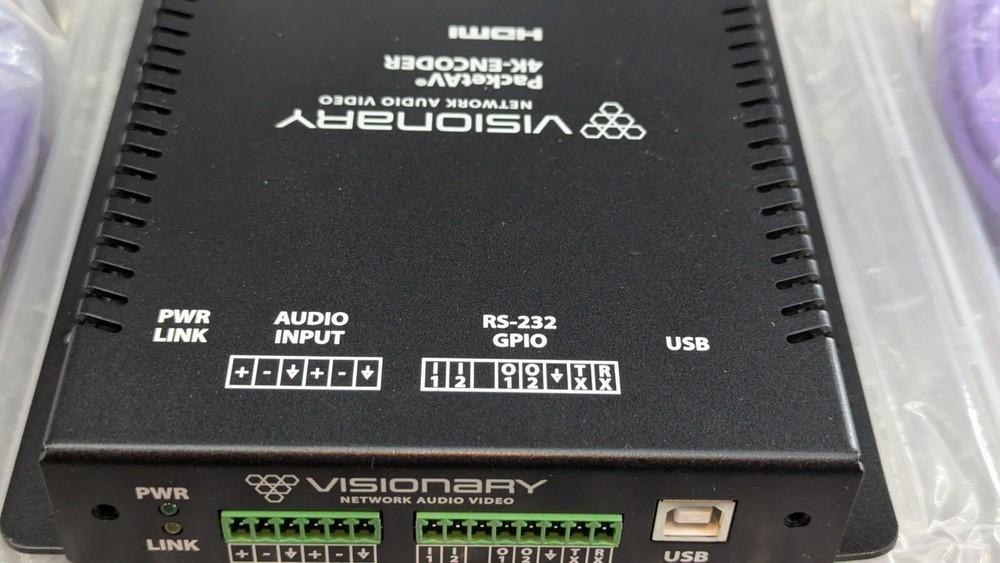 HDMI
PacketAV®
4K-ENCODER
VISIONARY
NETWORK AUDIO VIDEO
PWR
LINK
AUDIO
INPUT
+ - ↓ + - ↓
RS-232
GPIO
I1 I2 O1 O2 ↓ TX RX
USB
VISIONARY
NETWORK AUDIO VIDEO
PWR
LINK
+ - ↓ + - ↓
I1 I2 O1 O2 ↓ TX RX
USB